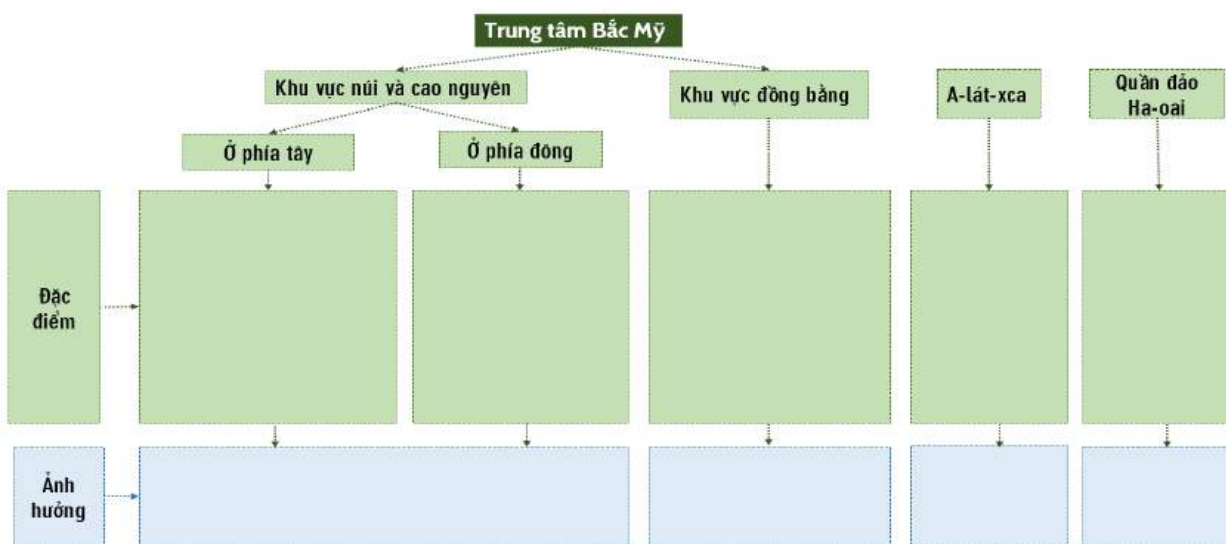 Trung tâm Bắc Mỹ
Khu vực núi và cao nguyên
Khu vực đồng bằng
A-lát-xca
Quần đảo
Ha-oai
Ở phía tây
Ở phía đông
Đặc
điểm
Ảnh
hưởng